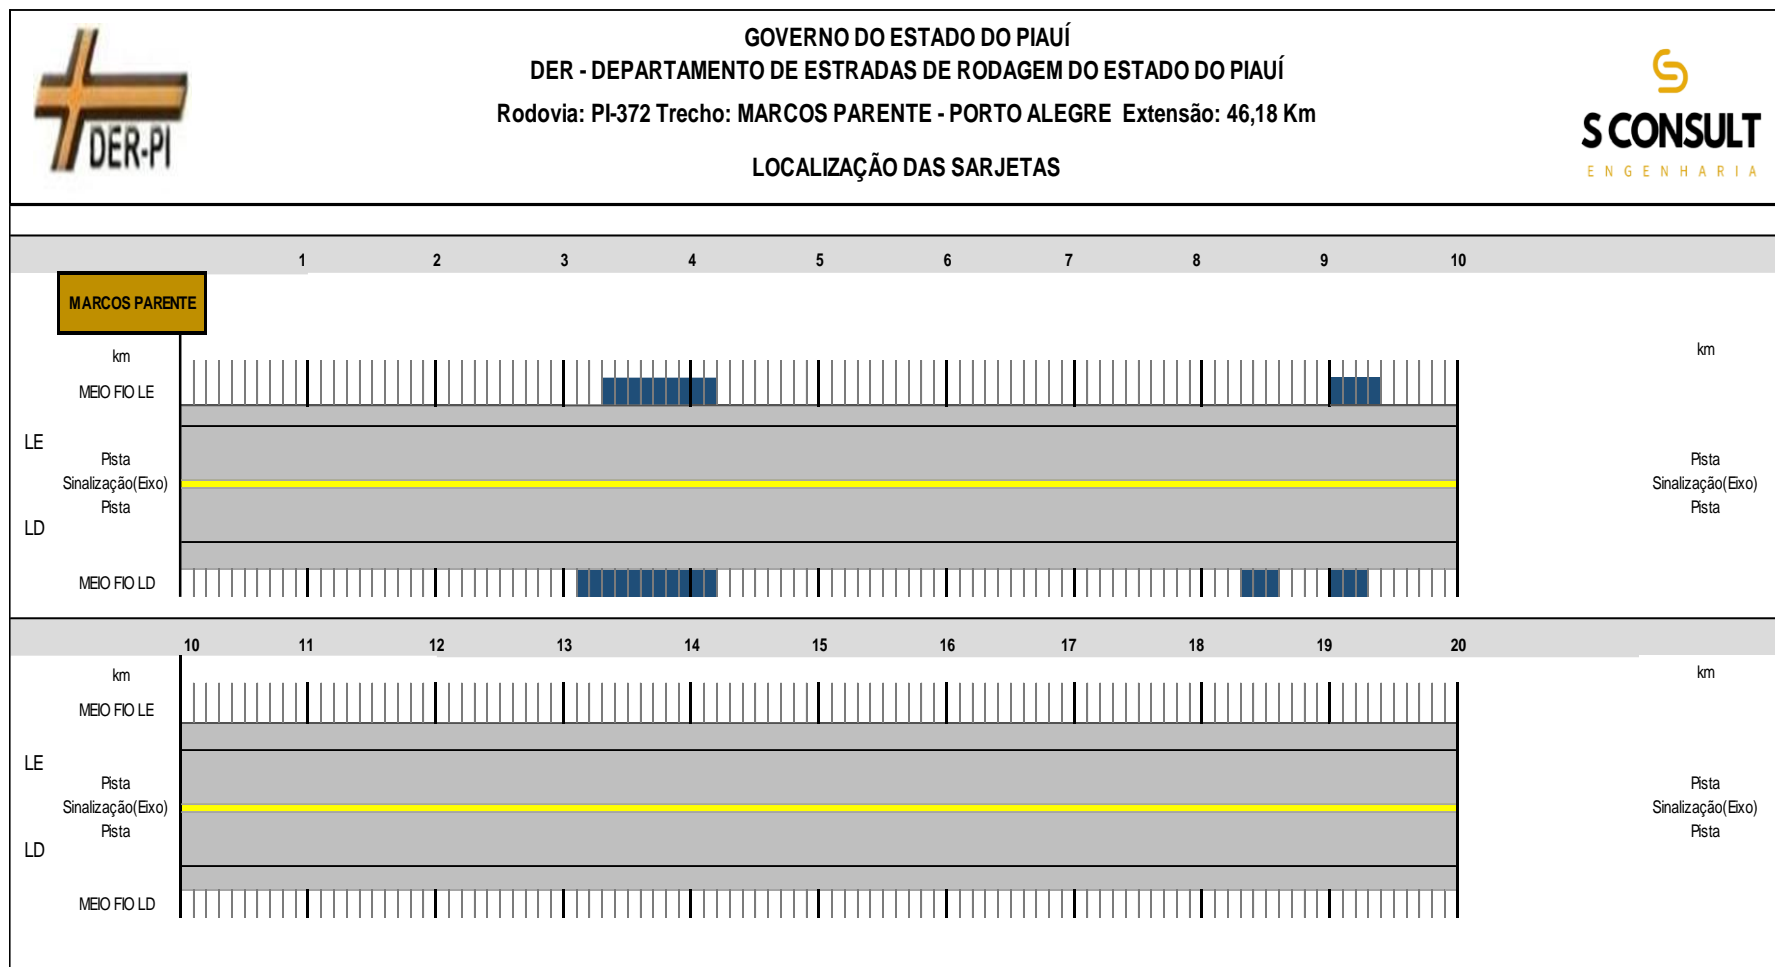 GOVERNO DO ESTADO DO PIAUÍ
DER - DEPARTAMENTO DE ESTRADAS DE RODAGEM DO ESTADO DO PIAUÍ
Rodovia: PI-372 Trecho: MARCOS PARENTE - PORTO ALEGRE Extensão: 46,18 Km
LOCALIZAÇÃO DAS SARJETAS
DER-PI
S CONSULT
ENGENHARIA
1 2 3 4 5 6 7 8 9 10
MARCOS PARENTE
km km
MEIO FIO LE
LE
Pista Pista
Sinalização(Eixo) Sinalização(Eixo)
Pista Pista
LD
MEIO FIO LD
10 11 12 13 14 15 16 17 18 19 20
km km
MEIO FIO LE
LE
Pista Pista
Sinalização(Eixo) Sinalização(Eixo)
Pista Pista
LD
MEIO FIO LD